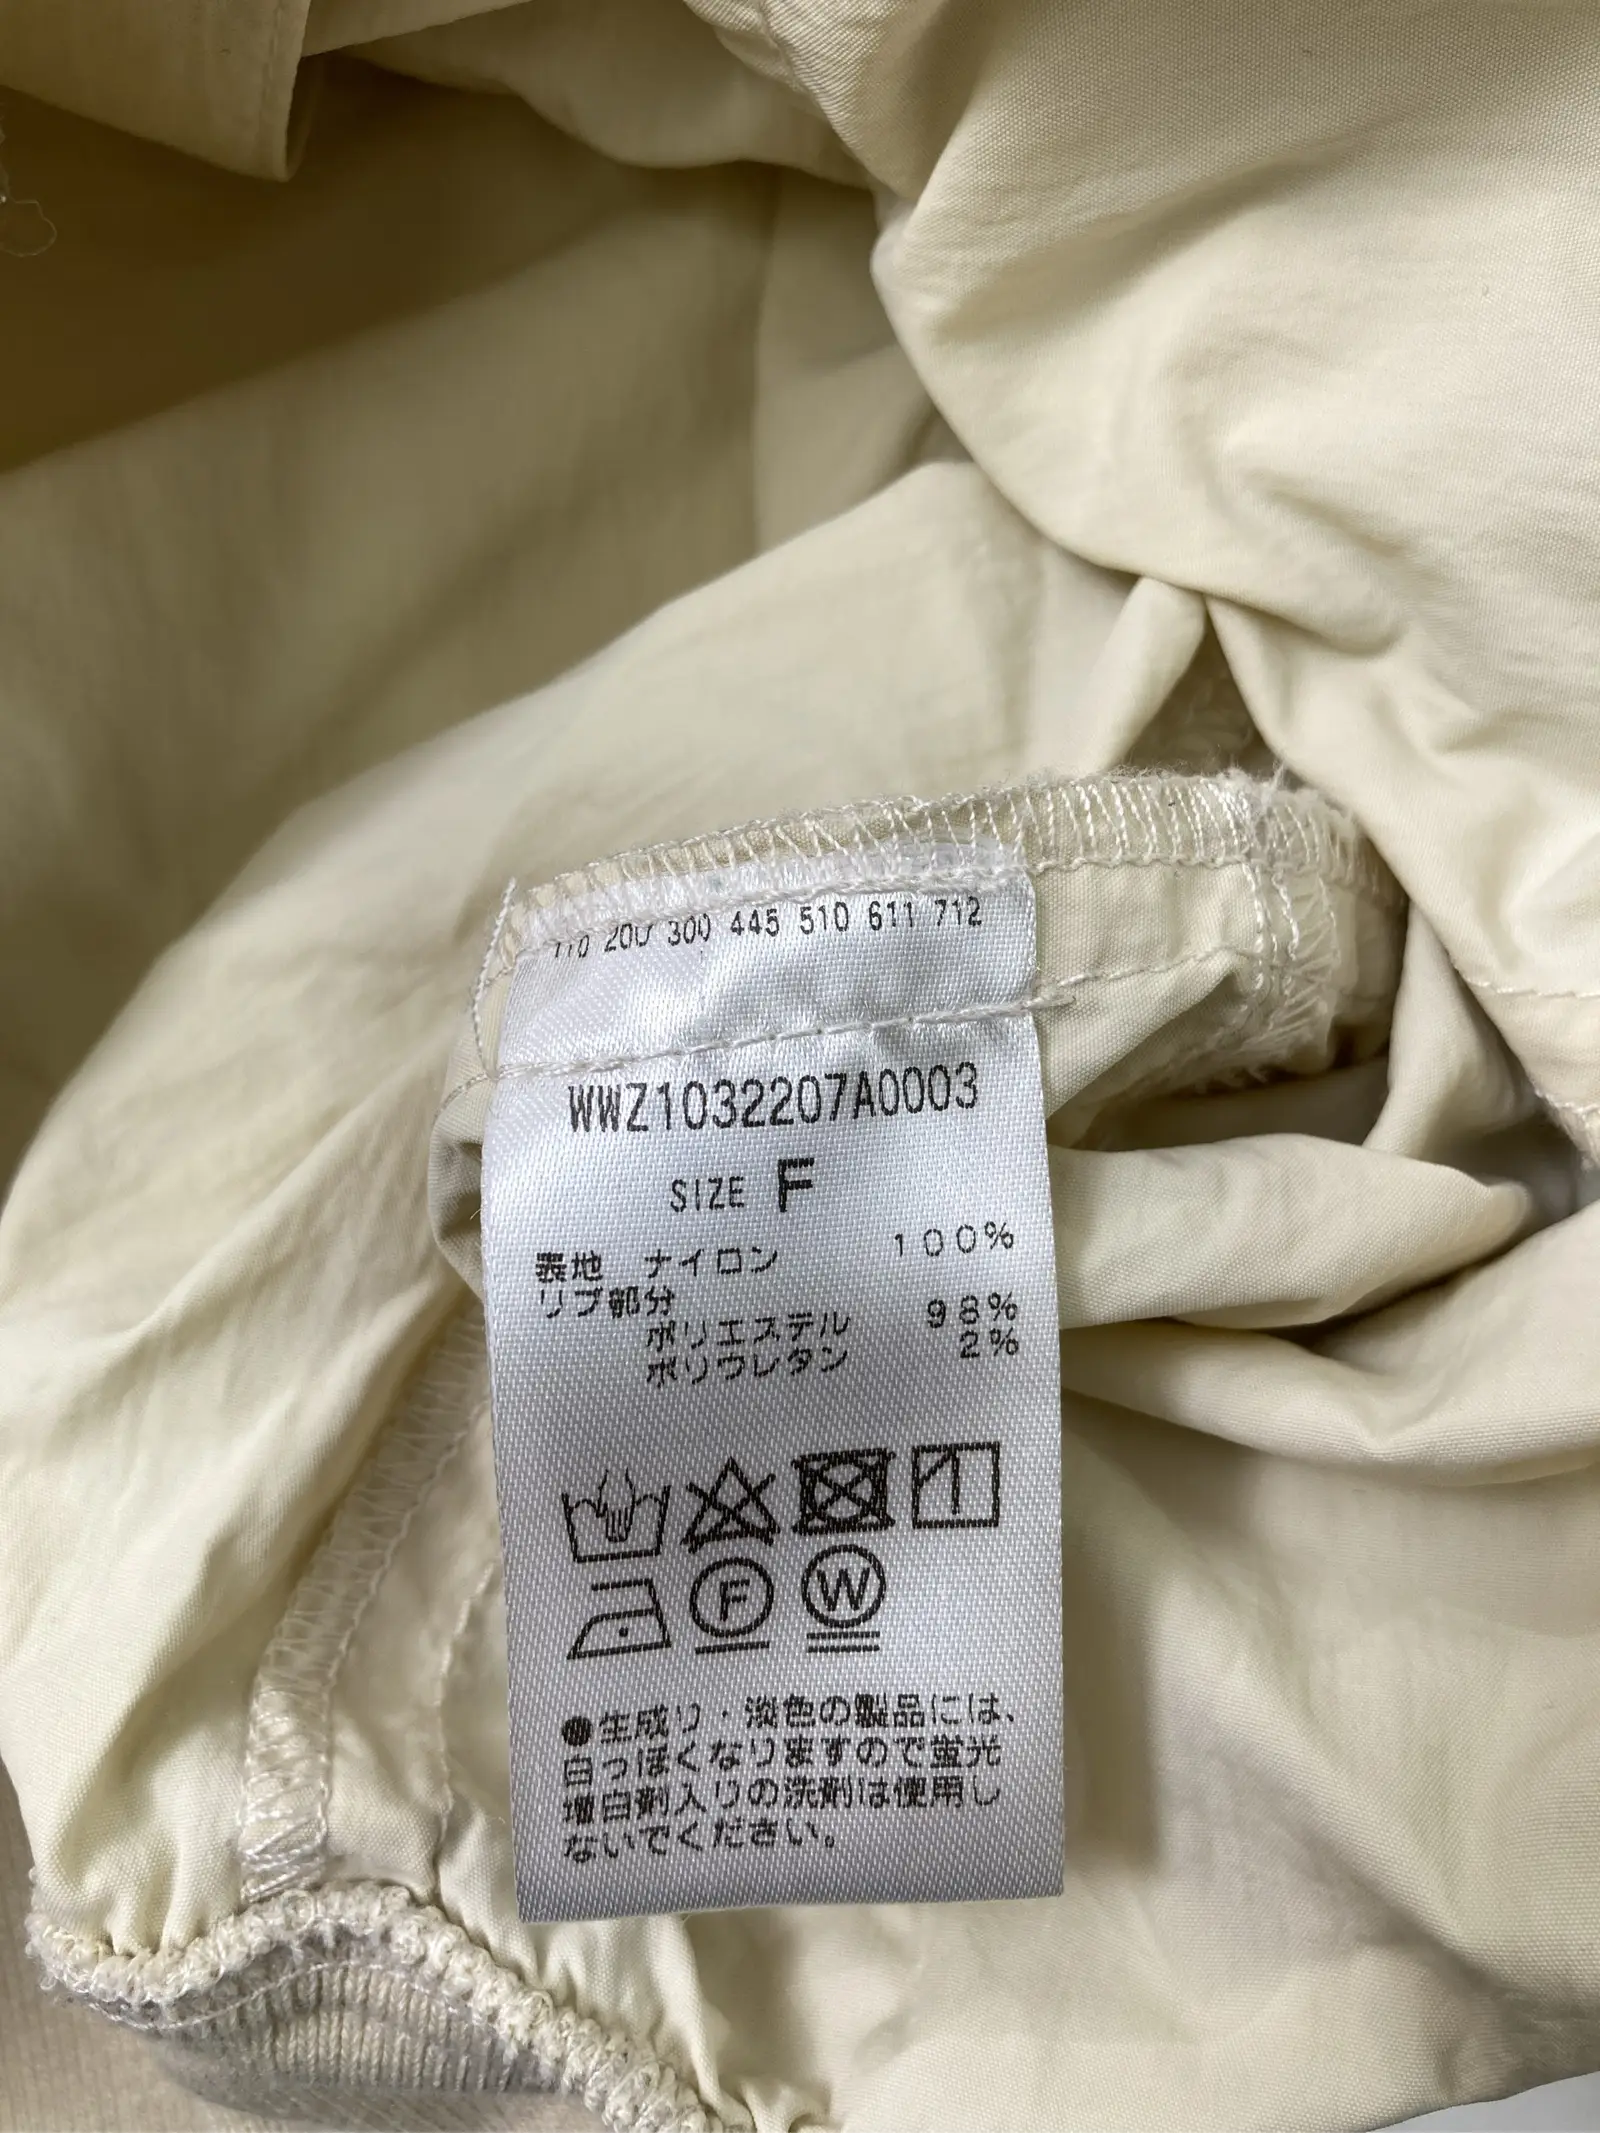 110 200 300 445 510 611 712
WWZ1032207A0003
SIZE F
表地 ナイロン 100%
リブ部分
ポリエステル 98%
ポリウレタン 2%
F W
●生成り・淡色の製品には、
白っぽくなりますので蛍光
増白剤入りの洗剤は使用し
ないでください。